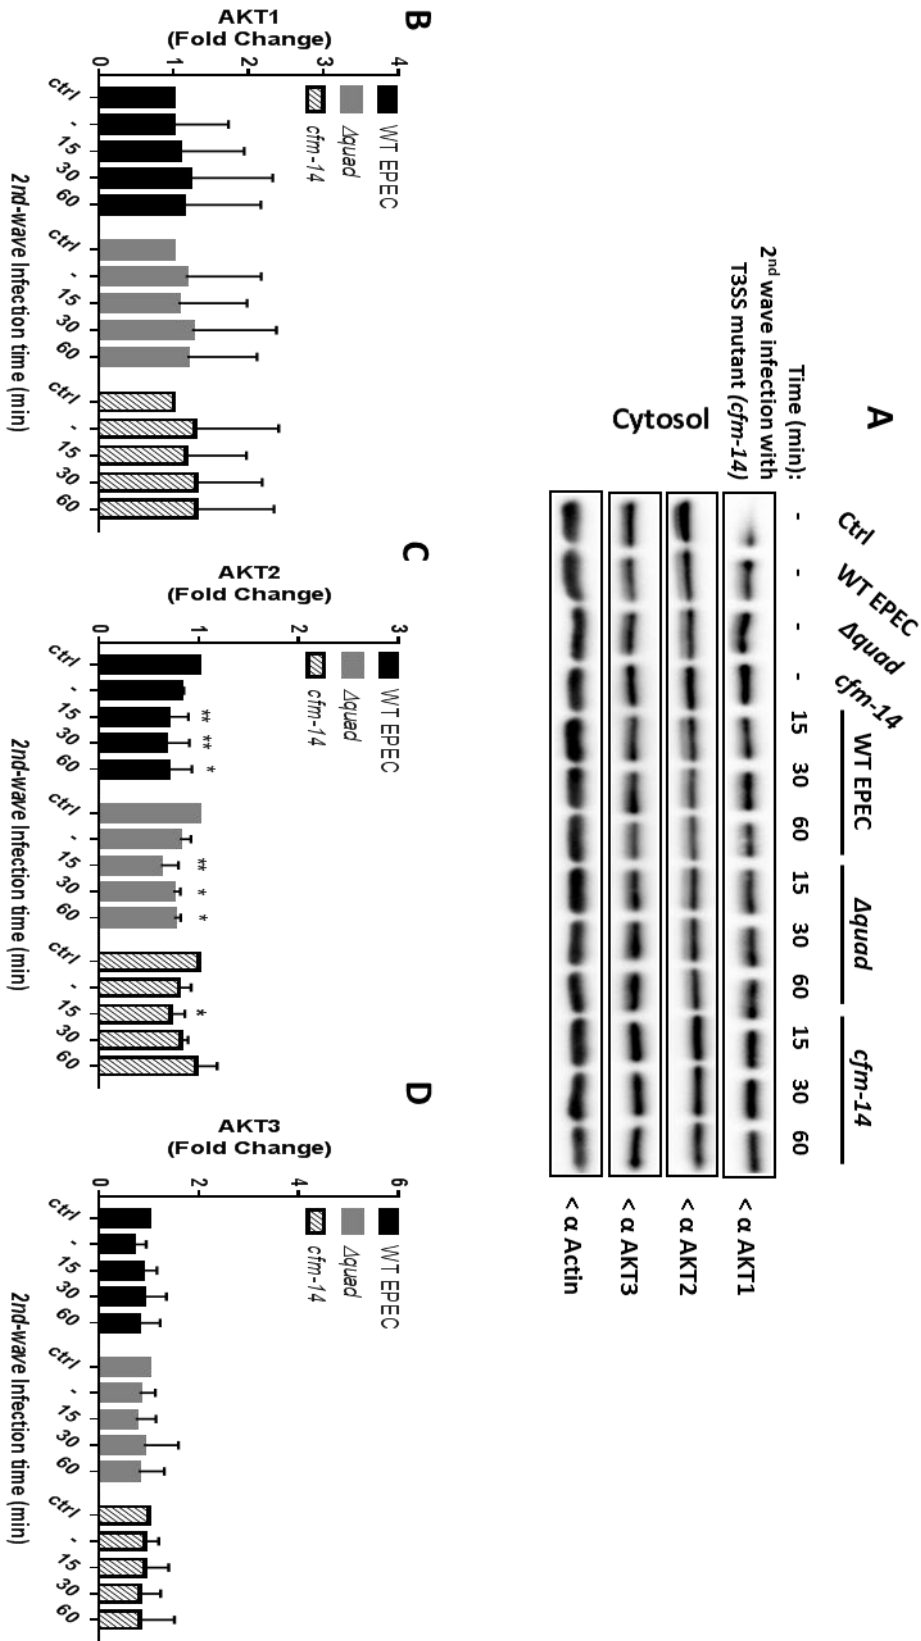 A
Ctrl
WT EPEC
Δquad
cfm-14
WT EPEC
Δquad
cfm-14
Time (min):
- - - - 15 30 60 15 30 60 15 30 60
2nd wave infection with
T3SS mutant (cfm-14)
Cytosol
< α AKT1
< α AKT2
< α AKT3
< α Actin
B
AKT1
(Fold Change)
4
3
2
1
0
WT EPEC
Δquad
cfm-14
ctrl - 15 30 60 ctrl - 15 30 60 ctrl - 15 30 60
2nd-wave Infection time (min)
C
AKT2
(Fold Change)
3
2
1
0
WT EPEC
Δquad
cfm-14
** ** * ** * * *
ctrl - 15 30 60 ctrl - 15 30 60 ctrl - 15 30 60
2nd-wave Infection time (min)
D
AKT3
(Fold Change)
6
4
2
0
WT EPEC
Δquad
cfm-14
ctrl - 15 30 60 ctrl - 15 30 60 ctrl - 15 30 60
2nd-wave Infection time (min)